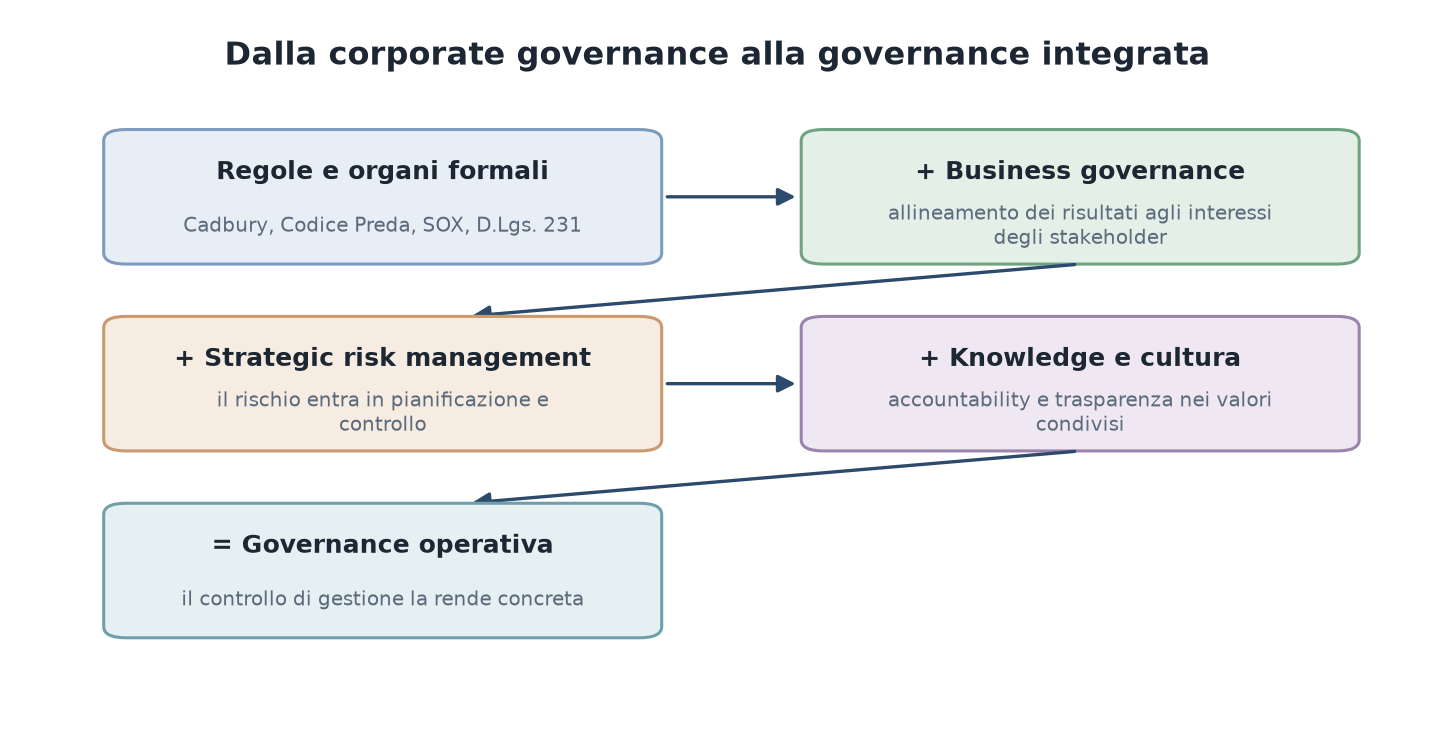 Dalla corporate governance alla governance integrata
Regole e organi formali
Cadbury, Codice Preda, SOX, D.Lgs. 231
+ Business governance
allineamento dei risultati agli interessi
degli stakeholder
+ Strategic risk management
il rischio entra in pianificazione e
controllo
+ Knowledge e cultura
accountability e trasparenza nei valori
condivisi
= Governance operativa
il controllo di gestione la rende concreta